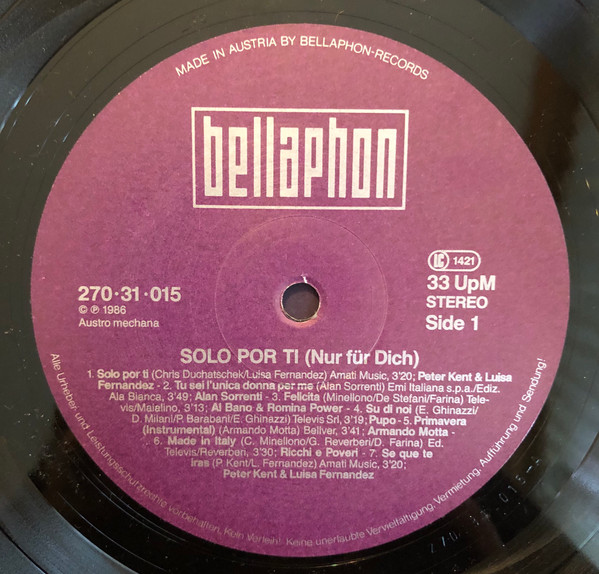 MADE IN AUSTRIA BY BELLAPHON-RECORDS
bellaphon
LC 1421
270·31·015
33 UpM
© ℗ 1986
STEREO
Austro mechana
Side 1
SOLO POR TI (Nur für Dich)
1. Solo por ti (Chris Duchatschek/Luisa Fernandez) Amati Music, 3'20; Peter Kent & Luisa
Fernandez - 2. Tu sei l'unica donna per me (Alan Sorrenti) Emi Italiana s.p.a./Ediz.
Ala Bianca, 3'49; Alan Sorrenti - 3. Felicita (Minellono/De Stefani/Farina) Tele-
vis/Malelino, 3'13; Al Bano & Romina Power - 4. Su di noi (E. Ghinazzi/
D. Milani/P. Barabani/E. Ghinazzi) Televis Srl, 3'19; Pupo - 5. Primavera
(Instrumental) (Armando Motta) Bellver, 3'41; Armando Motta -
6. Made in Italy (C. Minellono/G. Reverberi/D. Farina) Ed.
Televis/Reverben, 3'30; Ricchi e Poveri - 7. Se que te
iras (P. Kent/L. Fernandez) Amati Music, 3'20;
Peter Kent & Luisa Fernandez
Alle Urheber- und Leistungsschutzrechte vorbehalten. Kein Verleih! Keine unerlaubte Vervielfältigung, Vermietung, Aufführung und Sendung!